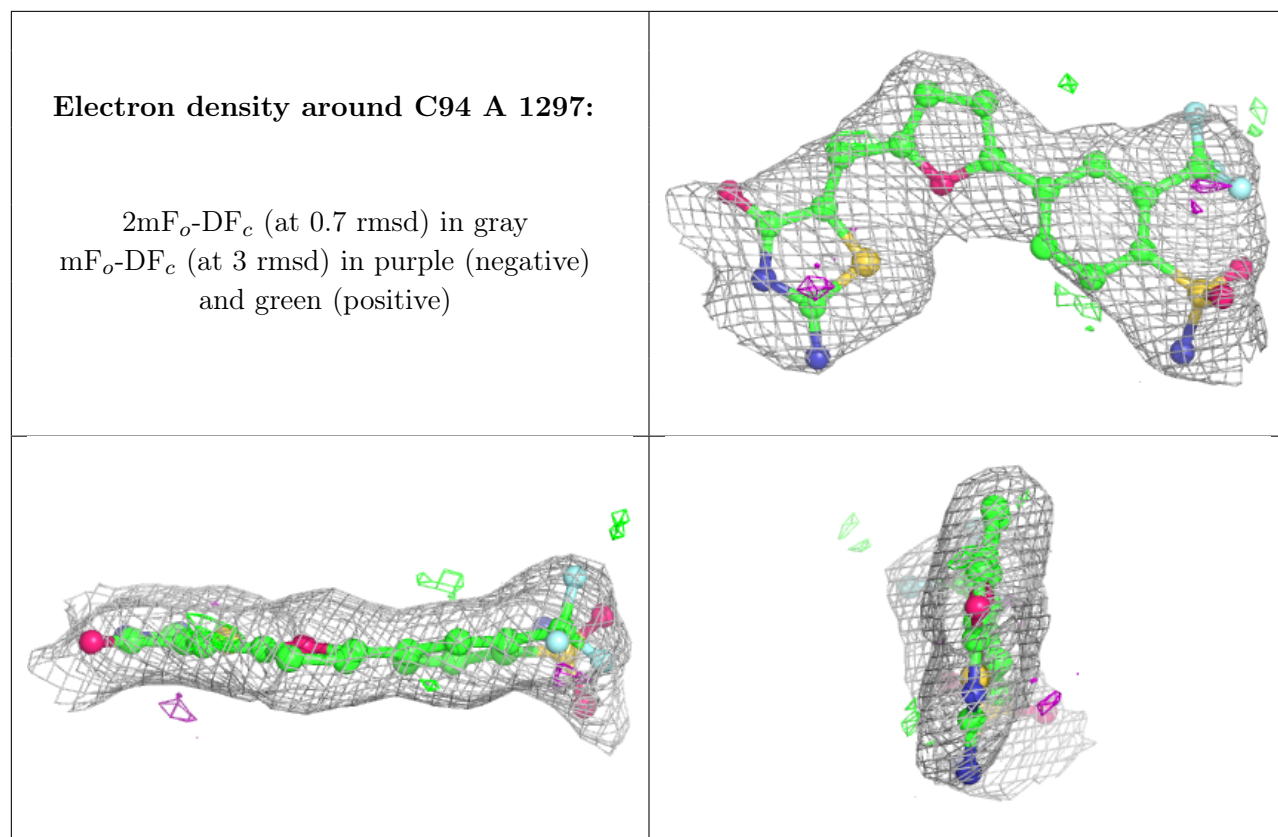 Electron density around C94 A 1297:
2mFₒ-DF𝒸 (at 0.7 rmsd) in gray
mFₒ-DF𝒸 (at 3 rmsd) in purple (negative)
and green (positive)